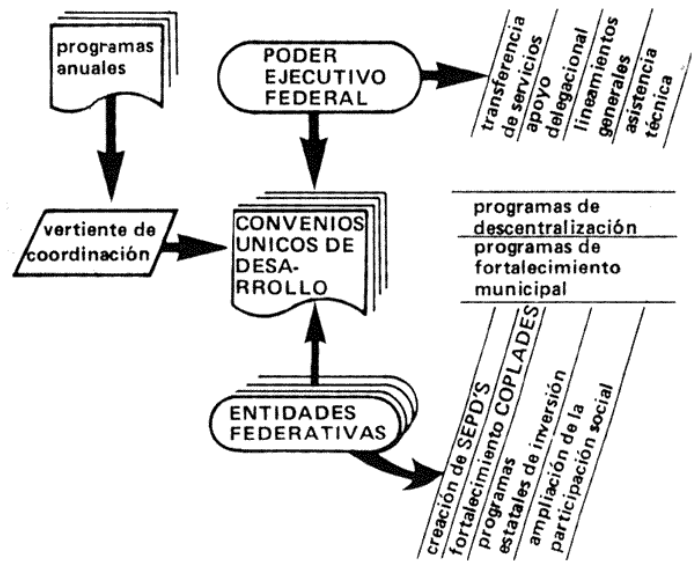 programas
anuales
PODER
EJECUTIVO
FEDERAL
transferencia
de servicios
apoyo
delegacional
lineamientos
generales
asistencia
técnica
vertiente de
coordinación
CONVENIOS
UNICOS DE
DESA-
RROLLO
programas de
descentralización
programas de
fortalecimiento
municipal
ENTIDADES
FEDERATIVAS
creación de SEPD'S
fortalecimiento COPLADES
programas
estatales de inversión
ampliación de la
participación social